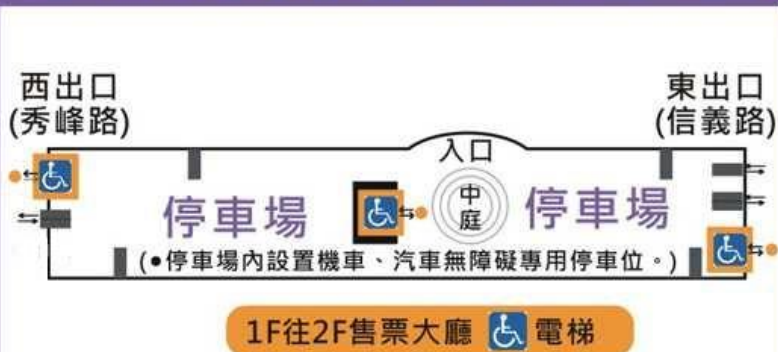 西出口
(秀峰路)
東出口
(信義路)
入口
停車場
中
庭
停車場
(•停車場內設置機車、汽車無障礙專用停車位。)
1F往2F售票大廳 電梯